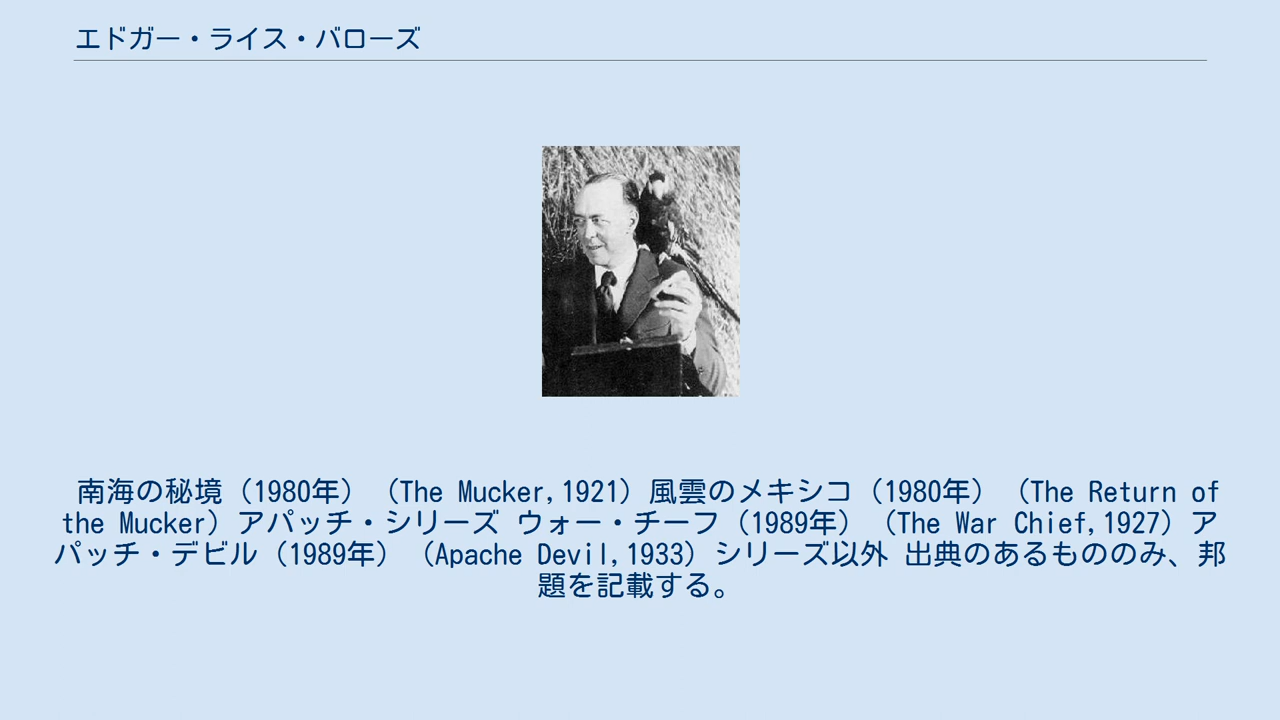 エドガー・ライス・バローズ
南海の秘境（1980年）（The Mucker,1921）風雲のメキシコ（1980年）（The Return of
the Mucker）アパッチ・シリーズ ウォー・チーフ（1989年）（The War Chief,1927）ア
パッチ・デビル（1989年）（Apache Devil,1933）シリーズ以外 出典のあるもののみ、邦
題を記載する。